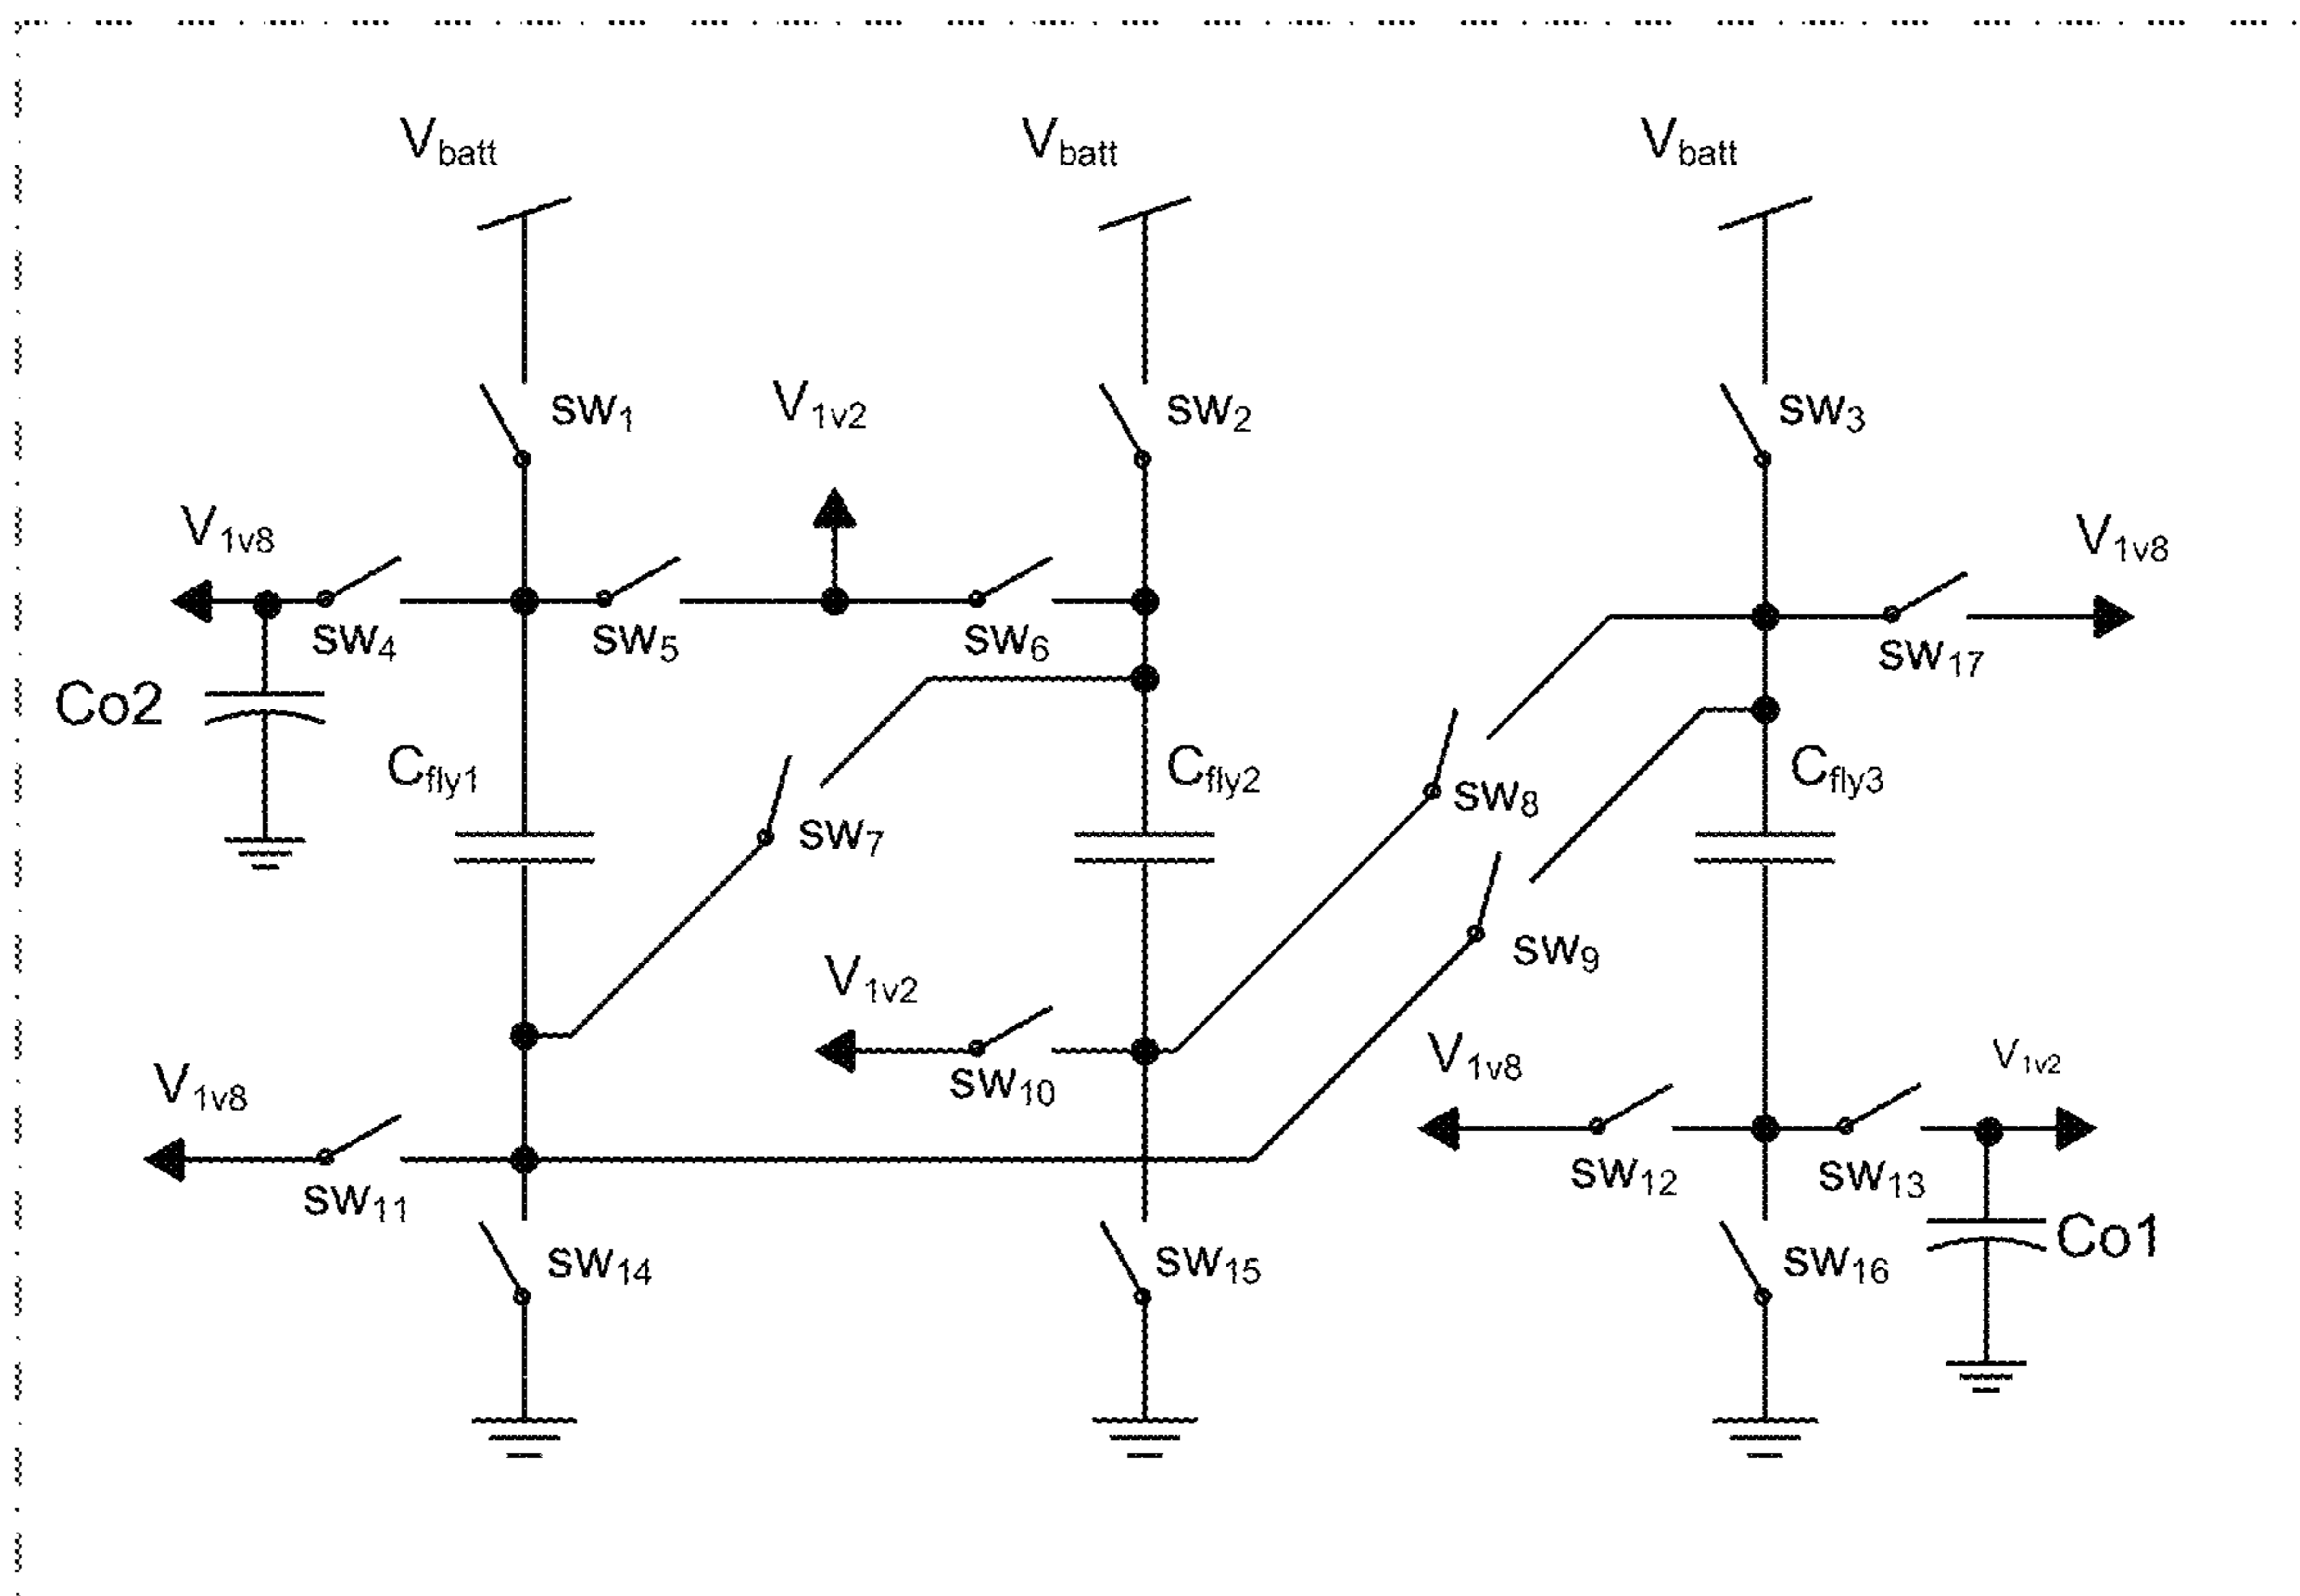 Vbatt Vbatt Vbatt
SW1 V1v2 SW2 SW3
V1v8 V1v8
SW4 SW5 SW6 SW17
Co2 Cfly1 Cfly2 Cfly3
SW7 SW8
SW9
V1v2
V1v8 SW10 V1v8 V1v2
SW11 SW12 SW13
SW14 SW15 SW16 Co1